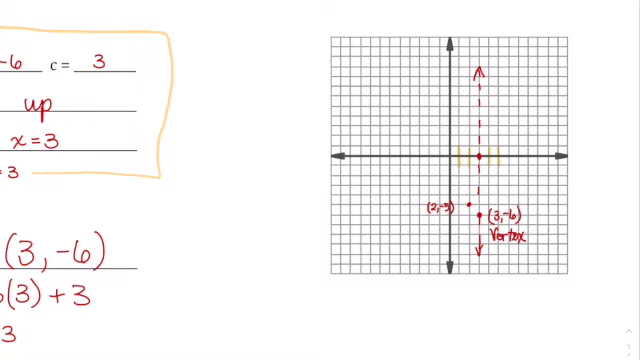 -6 c = 3
up
x = 3
= 3
(3, -6)
(3) + 3
3
(2, -5)
(3, -6)
Vertex